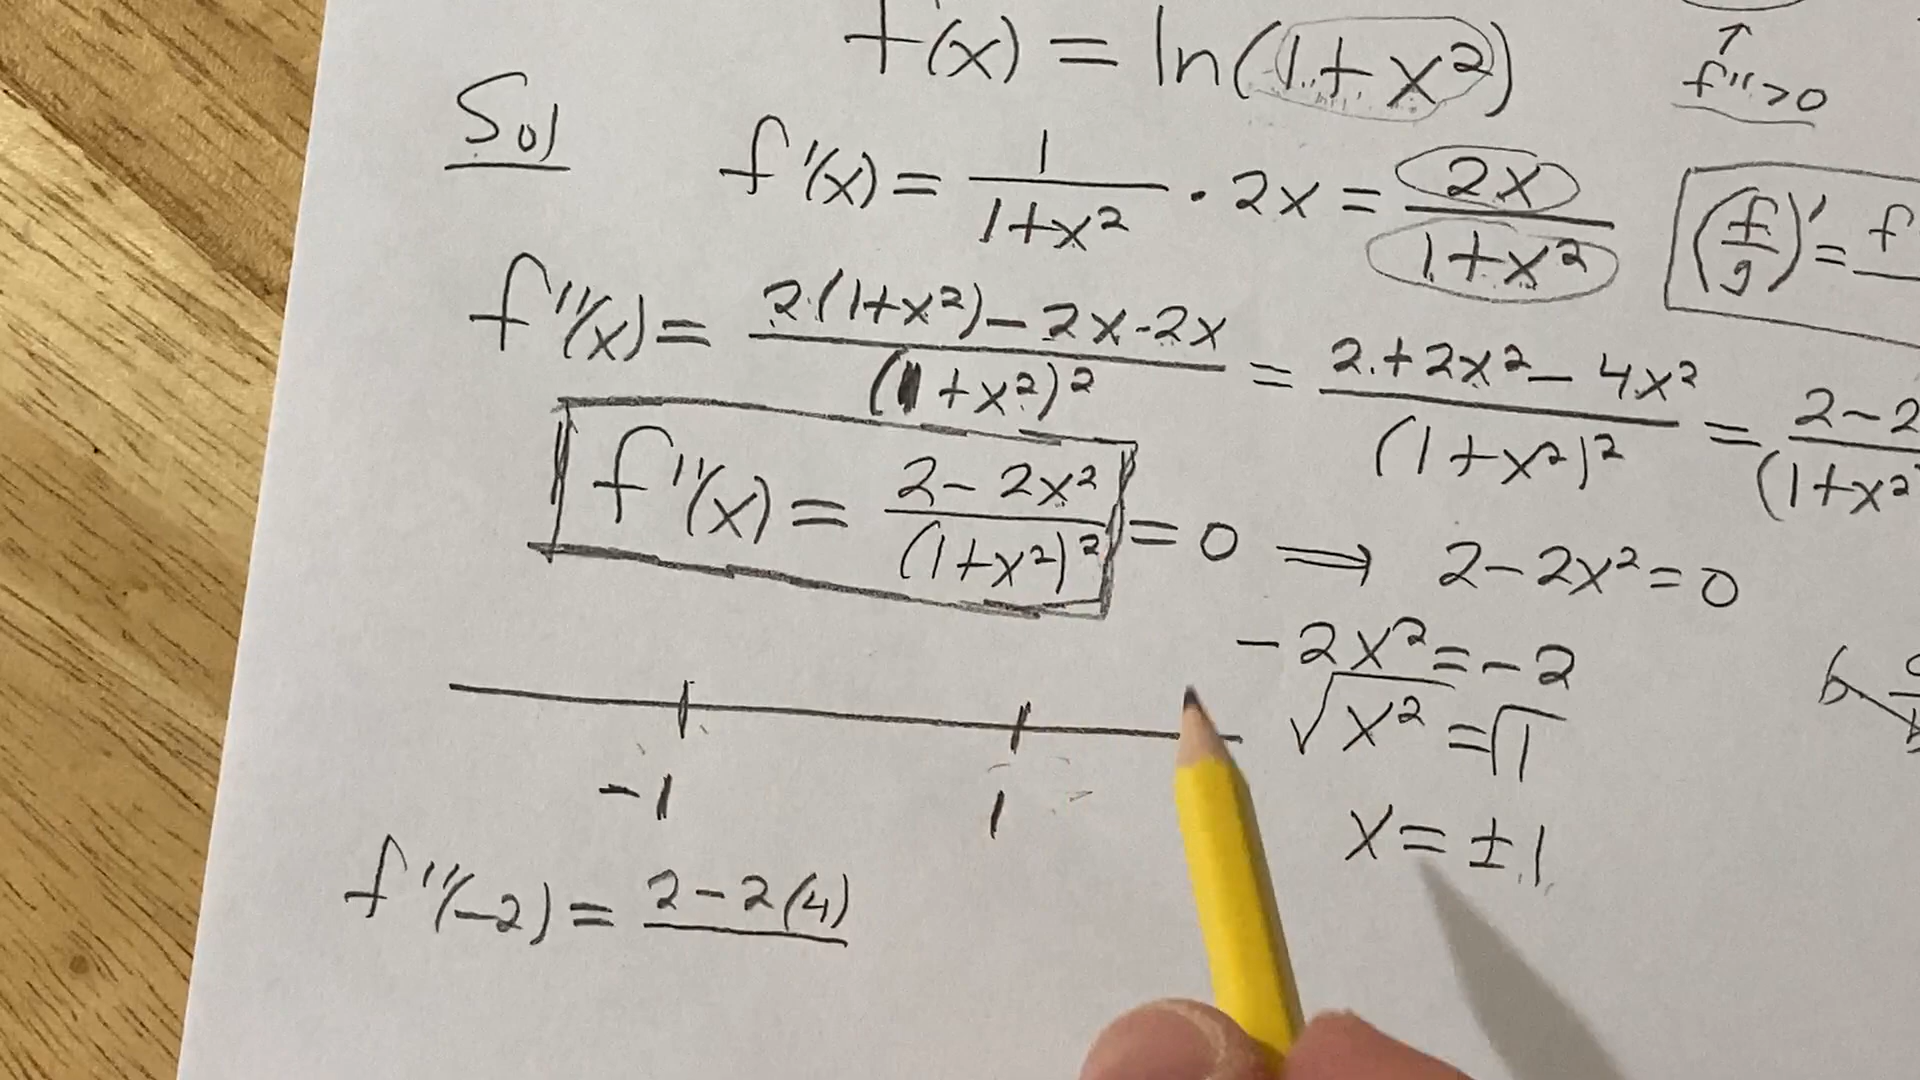 f(x) = ln(1+x²)
↑
f''>0
Sol
f'(x) = 1/(1+x²) · 2x = 2x/(1+x²)
(f/g)' = f
f''(x) = (2·(1+x²) - 2x·2x)/(1+x²)² = (2+2x²-4x²)/(1+x²)² = 2-2 (1+x²
f''(x) = (2-2x²)/(1+x²)² = 0 ⟹ 2-2x²=0
-2x²=-2
√x² = √1
-1 1
x = ±1
f''(-2) = 2-2(4)